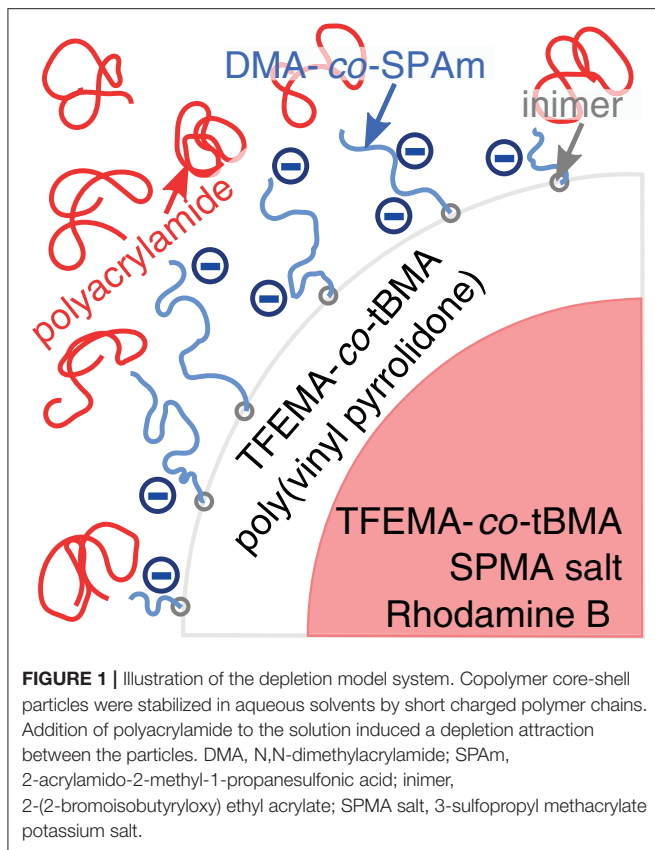 DMA-co-SPAm
inimer
polyacrylamide
TFEMA-co-tBMA
poly(vinyl pyrrolidone)
TFEMA-co-tBMA
SPMA salt
Rhodamine B
FIGURE 1 | Illustration of the depletion model system. Copolymer core-shell
particles were stabilized in aqueous solvents by short charged polymer chains.
Addition of polyacrylamide to the solution induced a depletion attraction
between the particles. DMA, N,N-dimethylacrylamide; SPAm,
2-acrylamido-2-methyl-1-propanesulfonic acid; inimer,
2-(2-bromoisobutyryloxy) ethyl acrylate; SPMA salt, 3-sulfopropyl methacrylate
potassium salt.